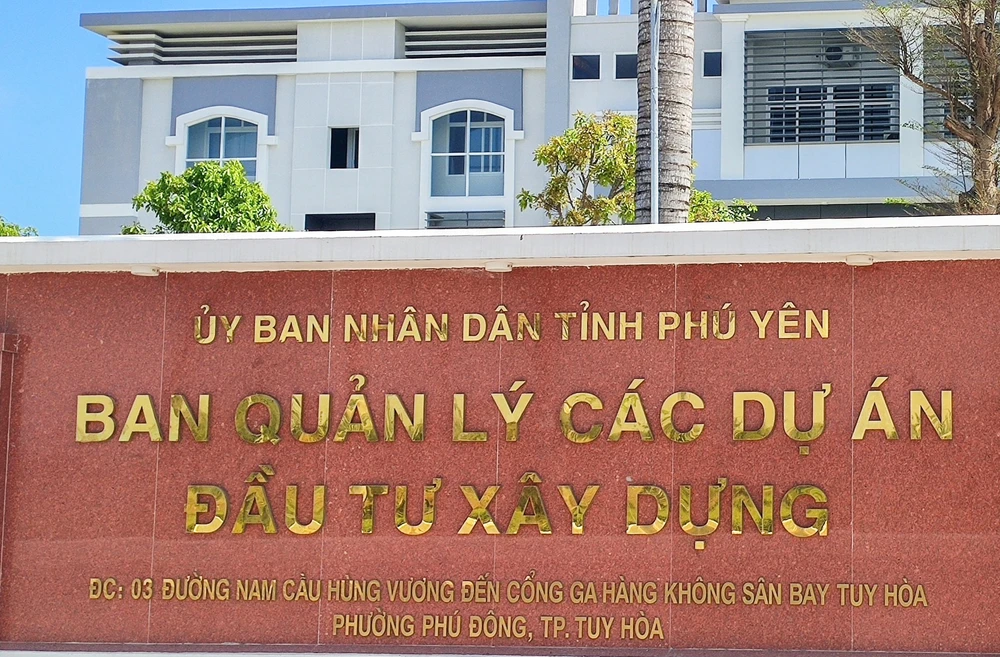 ỦY BAN NHÂN DÂN TỈNH PHÚ YÊN
BAN QUẢN LÝ CÁC DỰ ÁN
ĐẦU TƯ XÂY DỰNG
ĐC: 03 ĐƯỜNG NAM CẦU HÙNG VƯƠNG ĐẾN CỔNG GA HÀNG KHÔNG SÂN BAY TUY HÒA
PHƯỜNG PHÚ ĐÔNG, TP. TUY HÒA